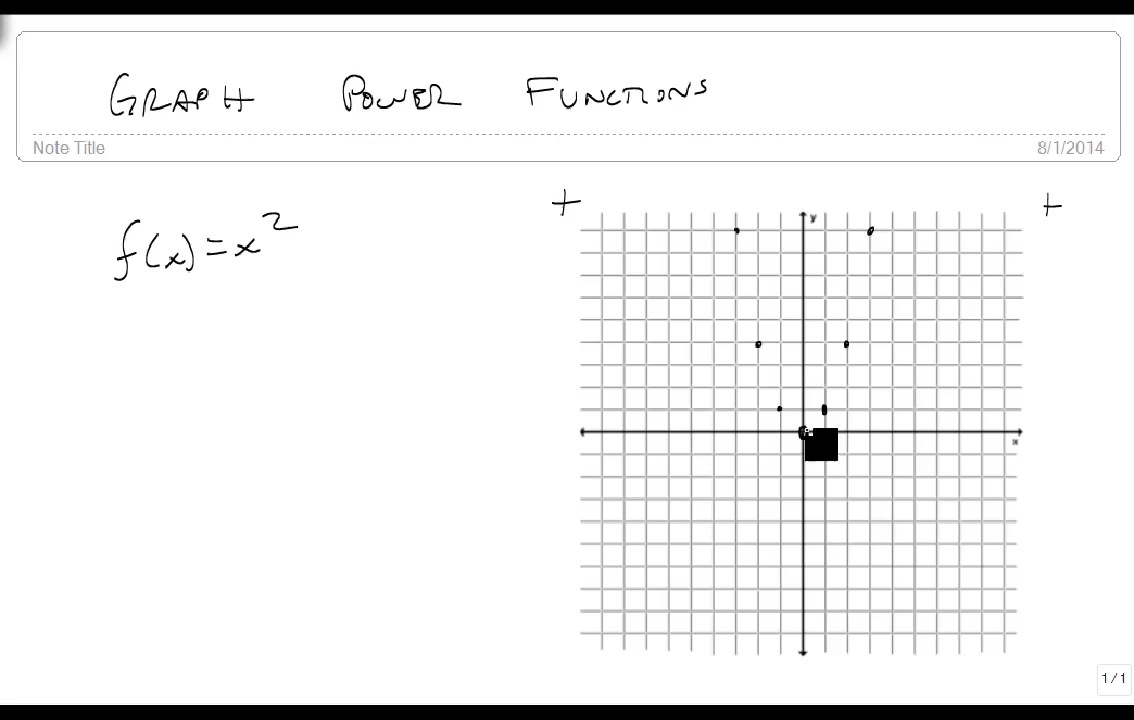 GRAPH POWER FUNCTIONS
Note Title
8/1/2014
f(x)=x²
+ +
y
x
1/1